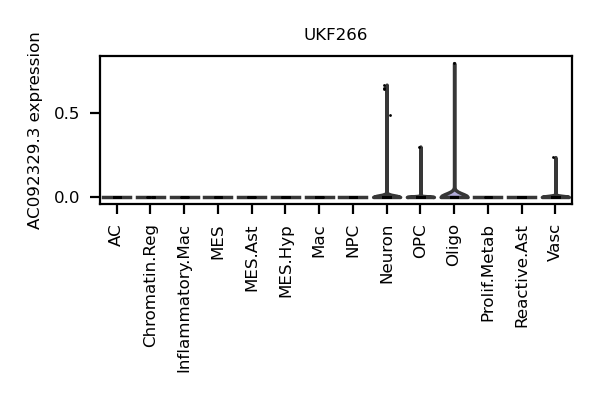 UKF266
AC092329.3 expression
0.5
0.0
AC
Chromatin.Reg
Inflammatory.Mac
MES
MES.Ast
MES.Hyp
Mac
NPC
Neuron
OPC
Oligo
Prolif.Metab
Reactive.Ast
Vasc